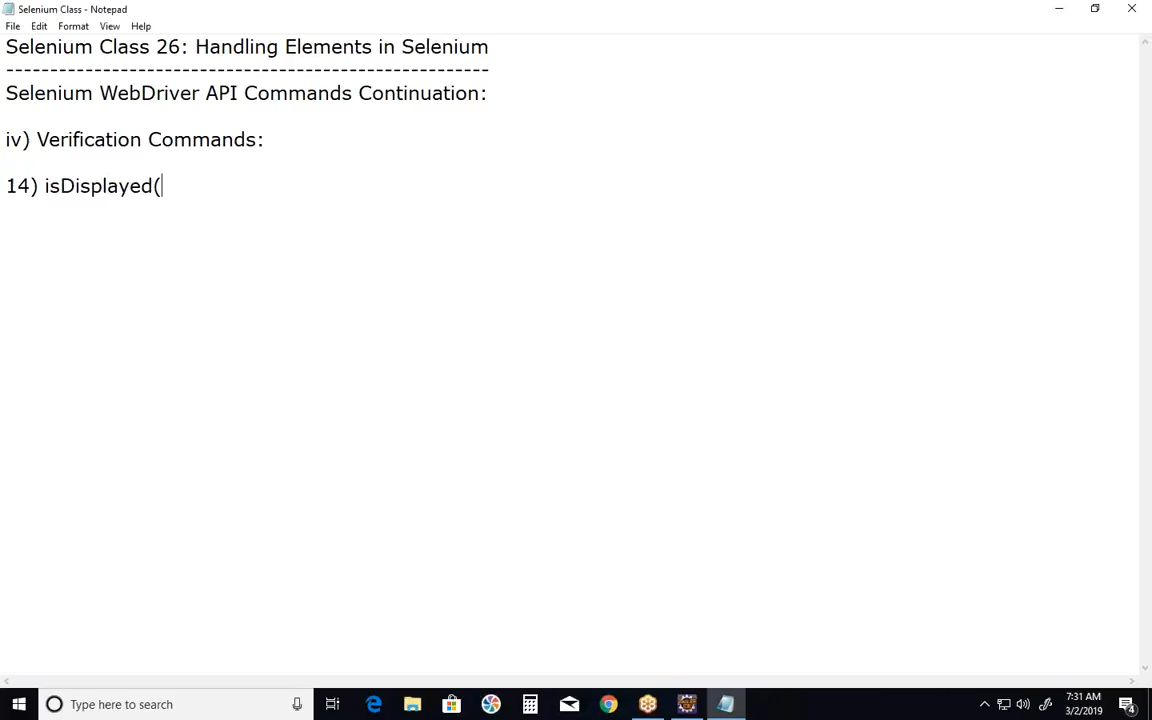 Selenium Class - Notepad
File Edit Format View Help
Selenium Class 26: Handling Elements in Selenium
-------------------------------------------------------
Selenium WebDriver API Commands Continuation:
iv) Verification Commands:
14) isDisplayed(
Type here to search
7:31 AM
3/2/2019
4